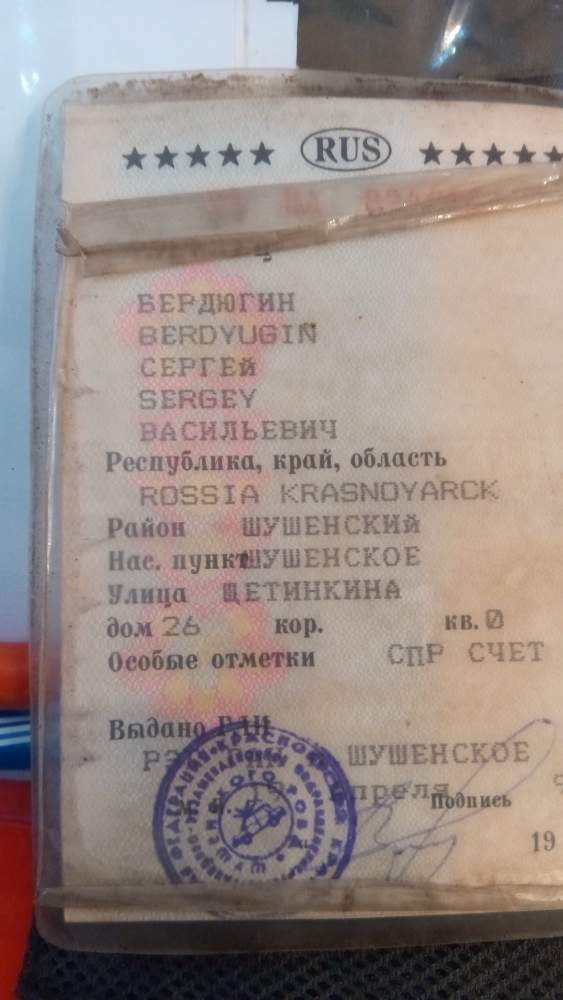 ★★★★★ RUS ★★★★★
БЕРДЮГИН
BERDYUGIN
СЕРГЕЙ
SERGEY
ВАСИЛЬЕВИЧ
Республика, край, область
ROSSIA KRASNOYARCK
Район ШУШЕНСКИЙ
Нас. пункт ШУШЕНСКОЕ
Улица ЩЕТИНКИНА
дом 26 кор. кв. 0
Особые отметки СПР СЧЕТ
Выдано ГАИ
ШУШЕНСКОЕ
Подпись
19